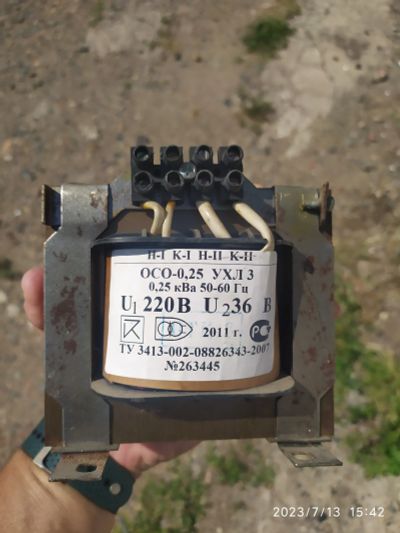 Н-I К-I Н-II К-II
ОСО-0,25 УХЛ 3
0,25 кВа 50-60 Гц
U1 220В U2 36 В
2011 г.
ТУ 3413-002-08826343-2007
№263445
2023/7/13 15:42